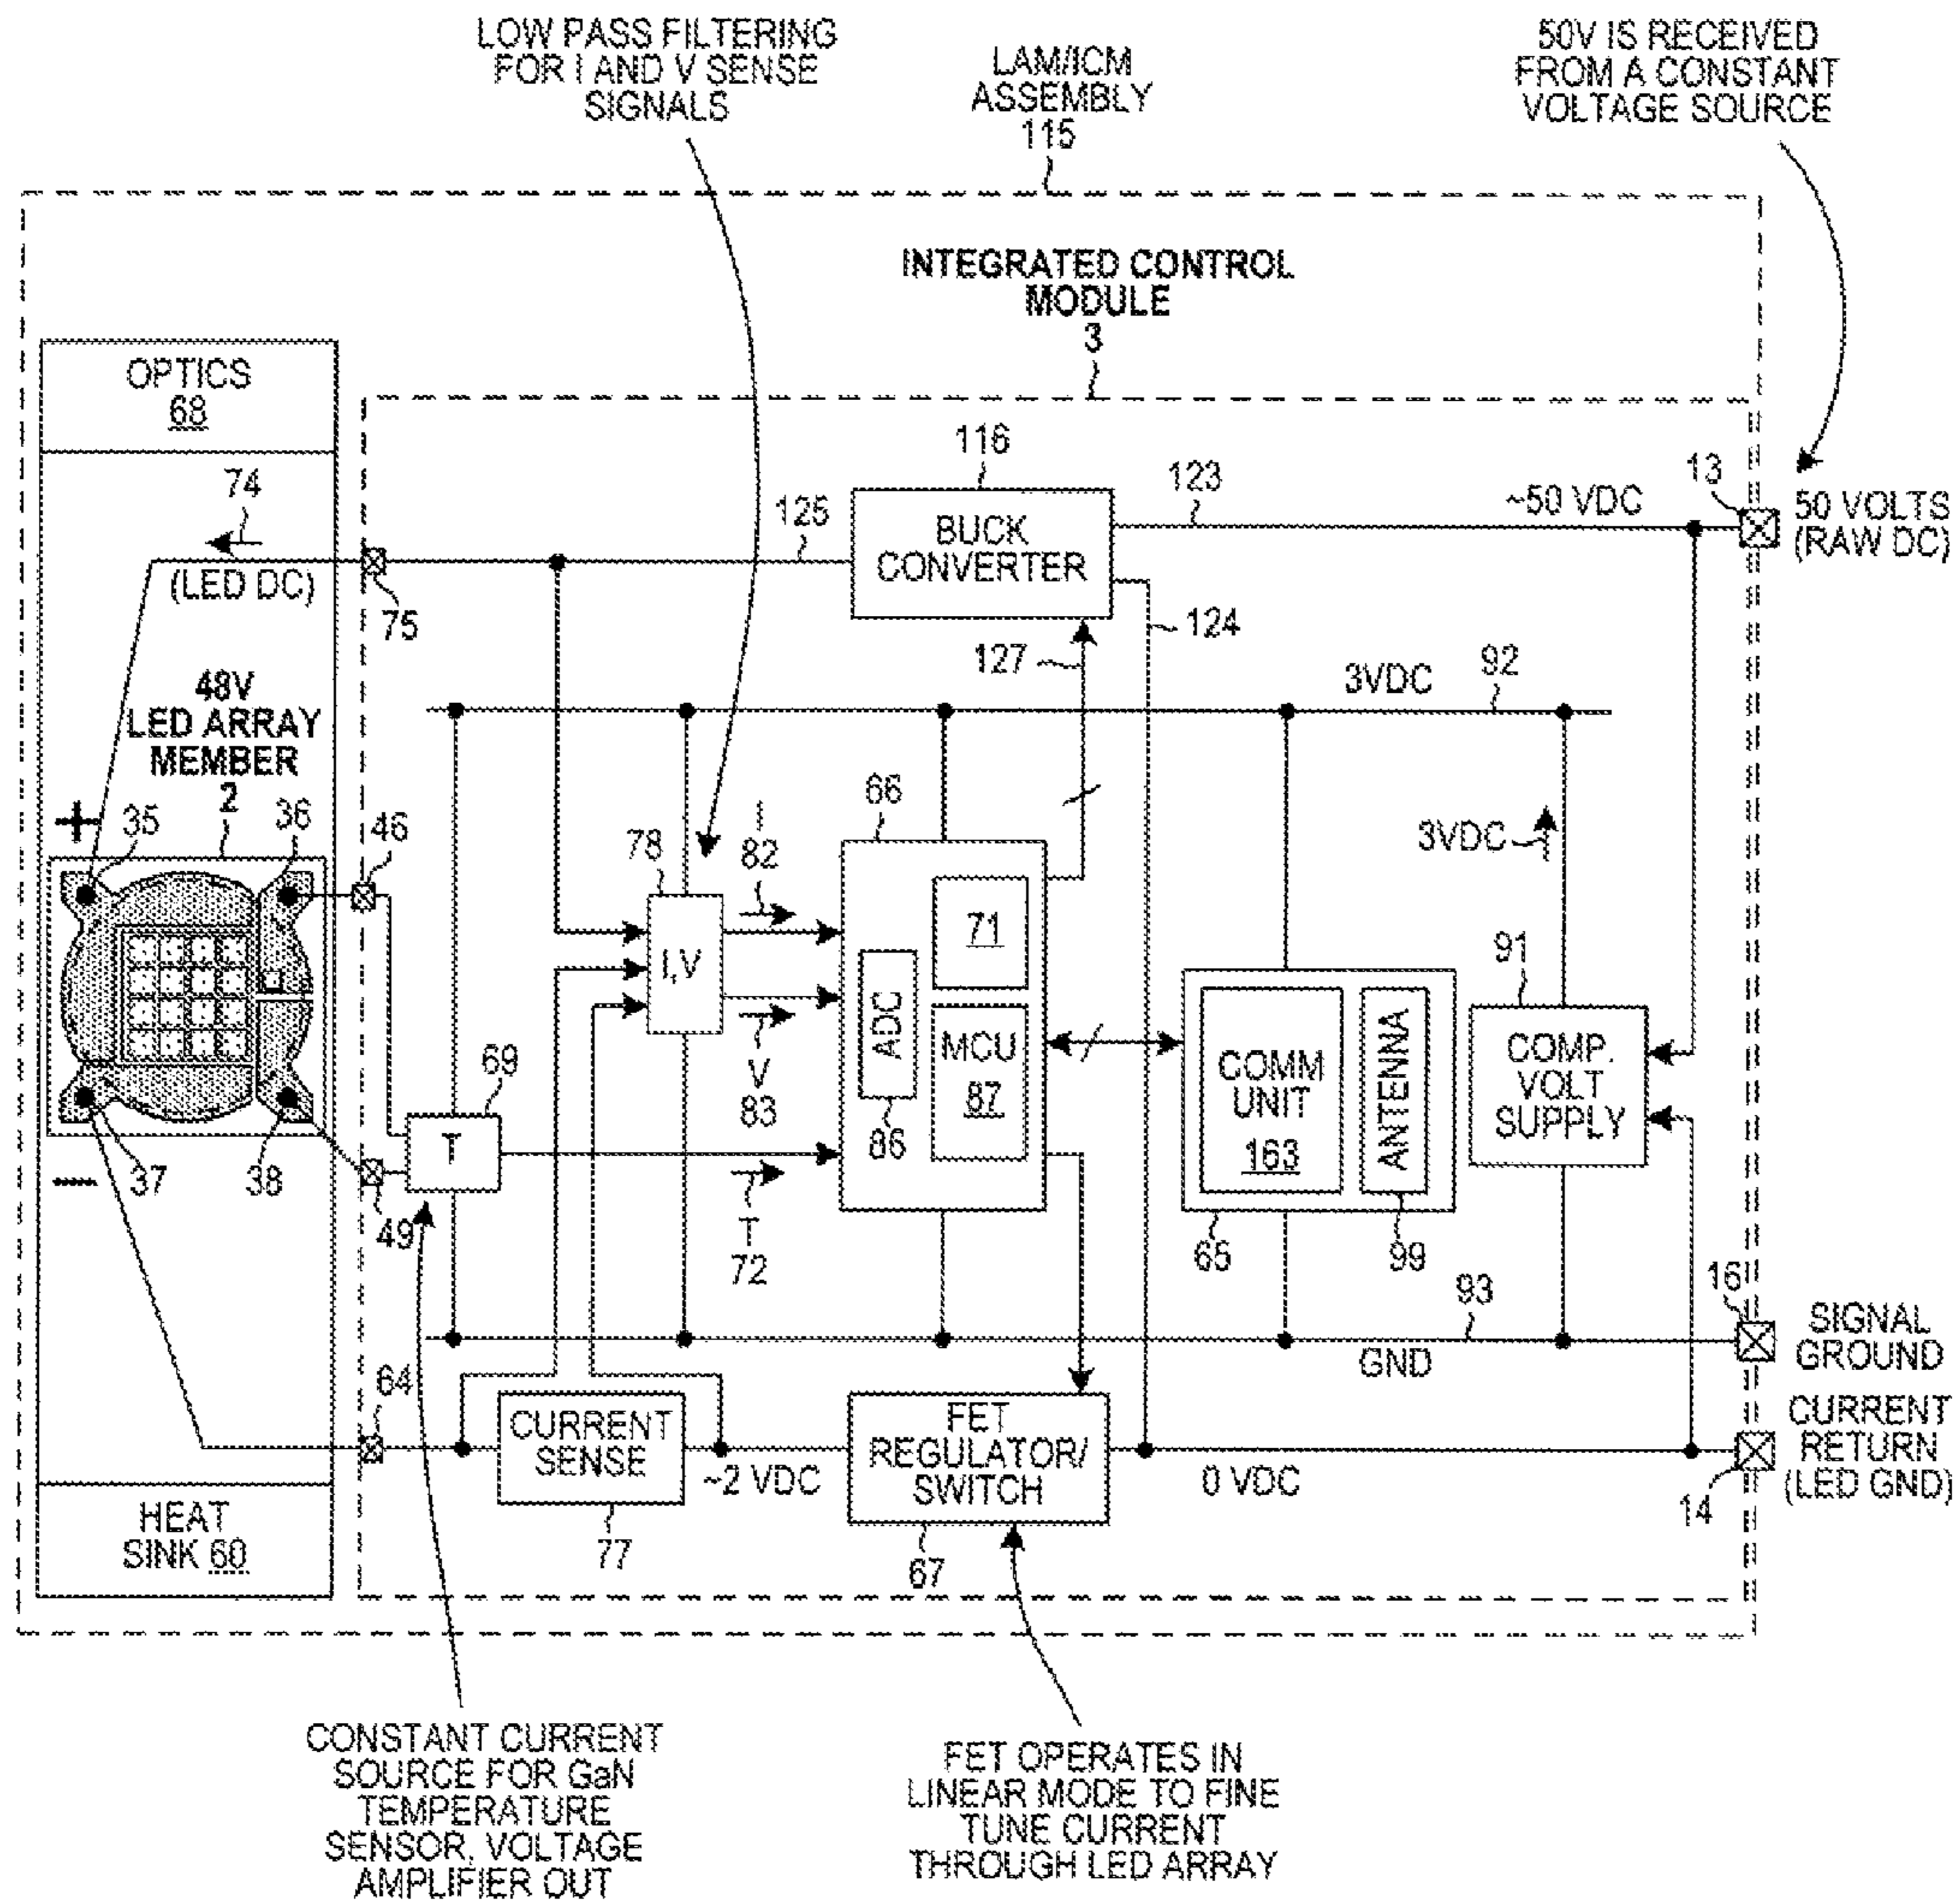 LOW PASS FILTERING
FOR I AND V SENSE
SIGNALS
LAM/ICM
ASSEMBLY
115
50V IS RECEIVED
FROM A CONSTANT
VOLTAGE SOURCE
INTEGRATED CONTROL
MODULE
3
OPTICS
68
74
(LED DC)
75
125
116
BUCK
CONVERTER
123
~50 VDC
13
50 VOLTS
(RAW DC)
124
127
3VDC
92
48V
LED ARRAY
MEMBER
2
+
35
36
46
78
I
82
66
71
3VDC
91
I,V
ADC
86
MCU
87
V
83
COMM
UNIT
163
ANTENNA
COMP.
VOLT
SUPPLY
69
T
—
37
38
49
T
72
65
99
93
16
SIGNAL
GROUND
GND
64
CURRENT
SENSE
77
~2 VDC
FET
REGULATOR/
SWITCH
67
0 VDC
14
CURRENT
RETURN
(LED GND)
HEAT
SINK 60
CONSTANT CURRENT
SOURCE FOR GaN
TEMPERATURE
SENSOR, VOLTAGE
AMPLIFIER OUT
FET OPERATES IN
LINEAR MODE TO FINE
TUNE CURRENT
THROUGH LED ARRAY